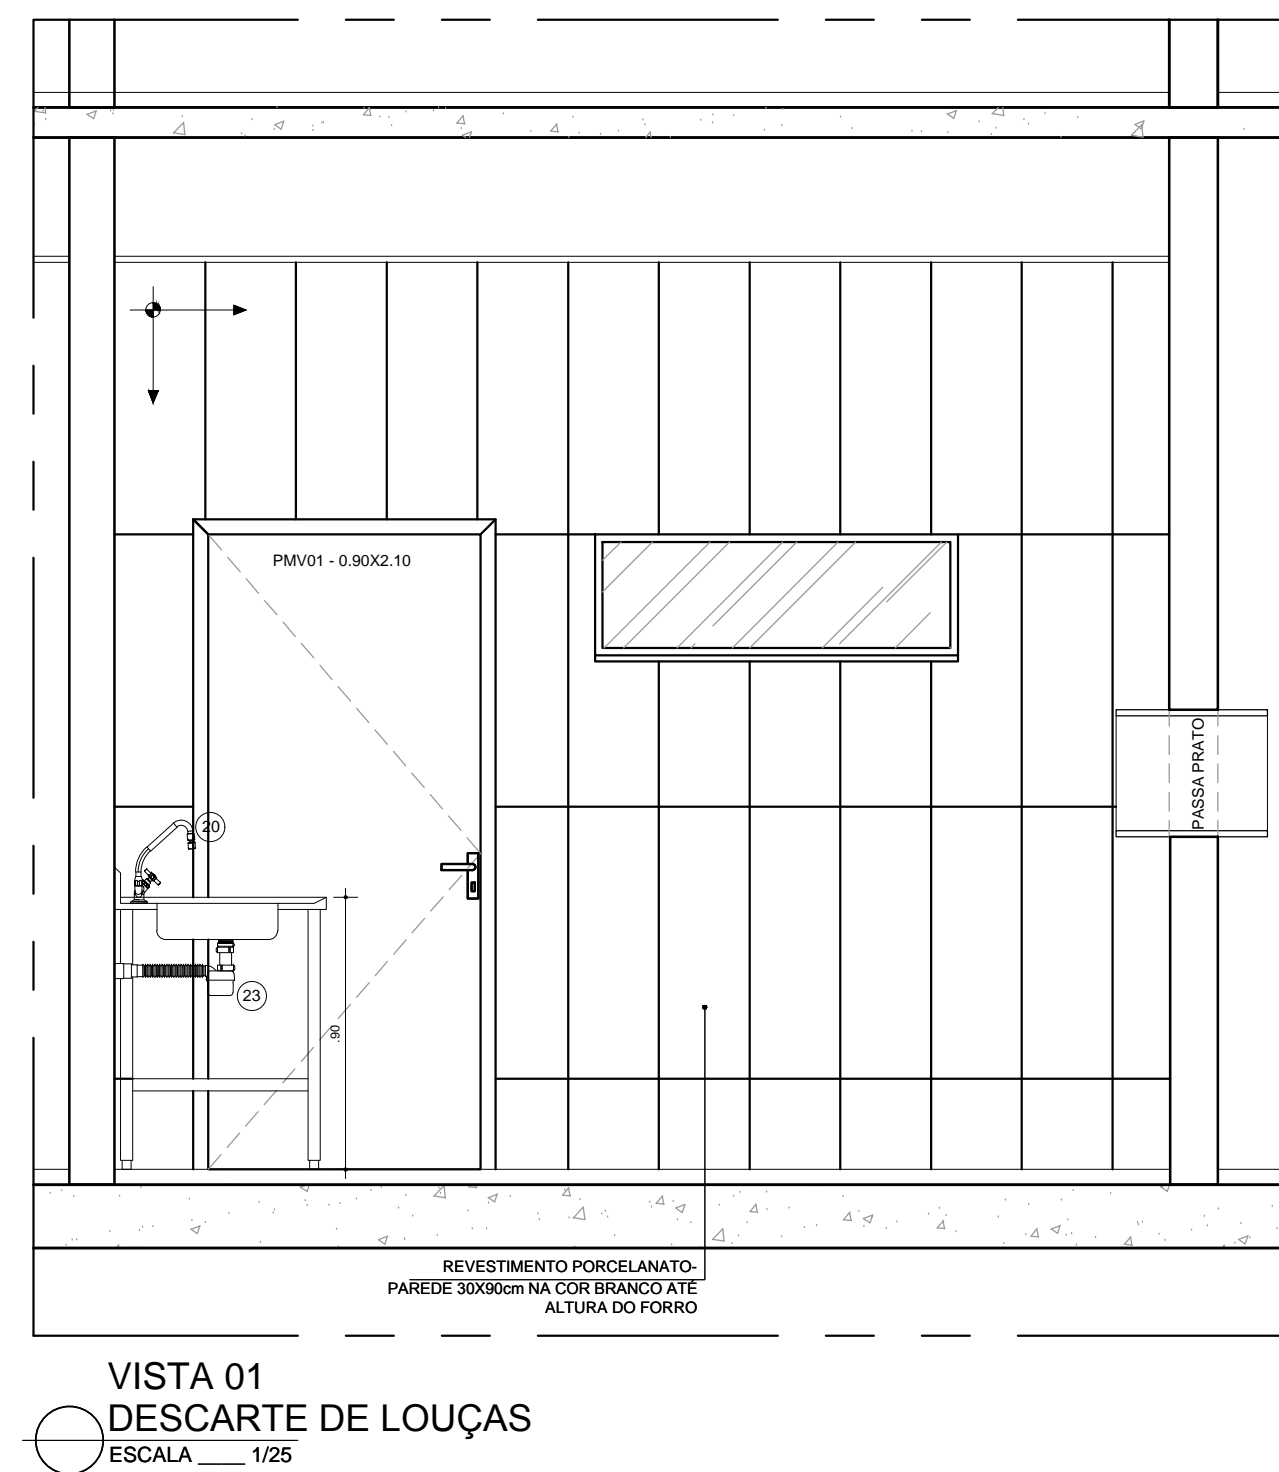 PMV01 - 0.90X2.10
PASSA PRATO
20
23
.90
REVESTIMENTO PORCELANATO-
PAREDE 30X90cm NA COR BRANCO ATÉ
ALTURA DO FORRO
VISTA 01
DESCARTE DE LOUÇAS
ESCALA ____ 1/25